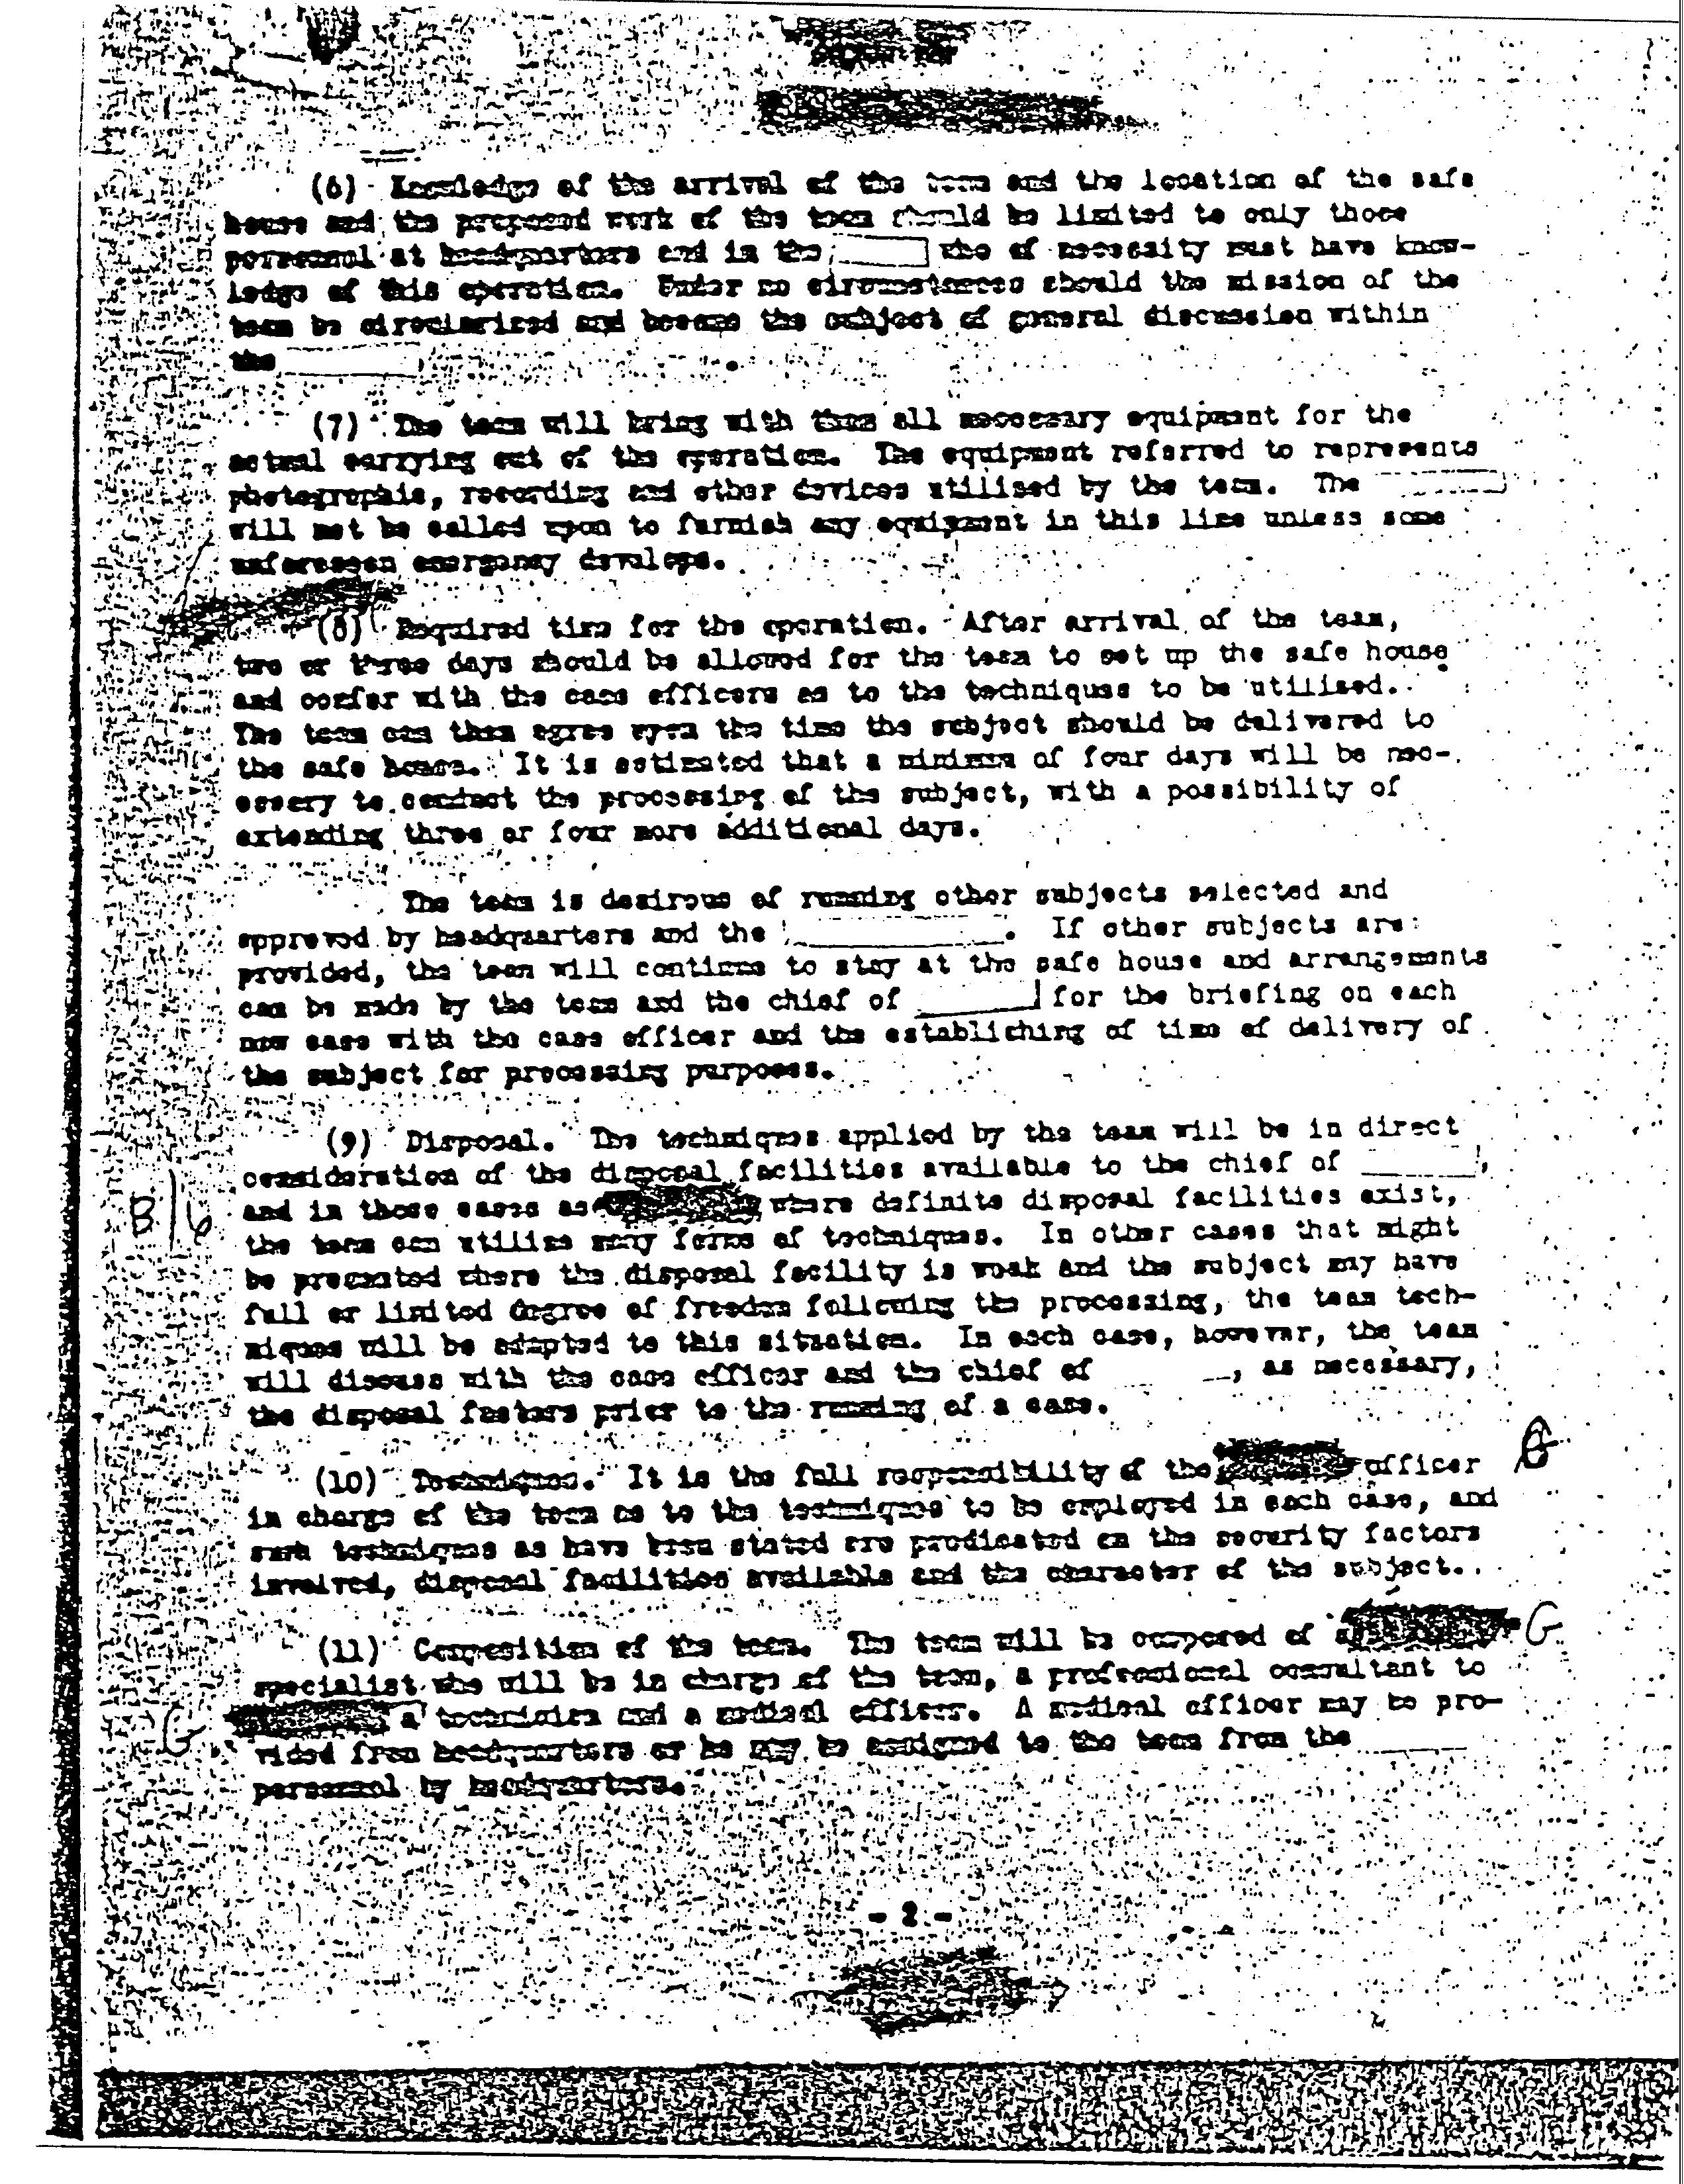 (6) Knowledge of the arrival of the team and the location of the safe
house and the proposed work of the team should be limited to only those
personnel at headquarters and in the who of necessity must have know-
ledge of this operation. Under no circumstances should the mission of the
team be circularized and become the subject of general discussion within
the
(7) The team will bring with them all necessary equipment for the
actual carrying out of the operation. The equipment referred to represents
photographic, recording and other devices utilized by the team. The
will not be called upon to furnish any equipment in this line unless some
unforeseen emergency develops.
(8) Required time for the operation. After arrival of the team,
two or three days should be allowed for the team to set up the safe house
and confer with the case officers as to the techniques to be utilized.
The team can then agree upon the time the subject should be delivered to
the safe house. It is estimated that a minimum of four days will be nec-
essary to conduct the processing of the subject, with a possibility of
extending three or four more additional days.
The team is desirous of running other subjects selected and
approved by headquarters and the . If other subjects are
provided, the team will continue to stay at the safe house and arrangements
can be made by the team and the chief of for the briefing on each
new case with the case officer and the establishing of time of delivery of
the subject for processing purposes.
(9) Disposal. The techniques applied by the team will be in direct
consideration of the disposal facilities available to the chief of ,
and in those cases as where definite disposal facilities exist,
B/6
the team can utilize many forms of techniques. In other cases that might
be presented where the disposal facility is weak and the subject may have
full or limited degree of freedom following the processing, the team tech-
niques will be adapted to this situation. In each case, however, the team
will discuss with the case officer and the chief of , as necessary,
the disposal factors prior to the running of a case.
(10) Techniques. It is the full responsibility of the officer
in charge of the team as to the techniques to be employed in each case, and
such techniques as have been stated are predicated on the security factors
involved, disposal facilities available and the character of the subject.
(11) Composition of the team. The team will be composed of a G
specialist who will be in charge of the team, a professional consultant to
G a technician and a medical officer. A medical officer may be pro-
vided from headquarters or he may be assigned to the team from the
personnel by headquarters.
- 2 -